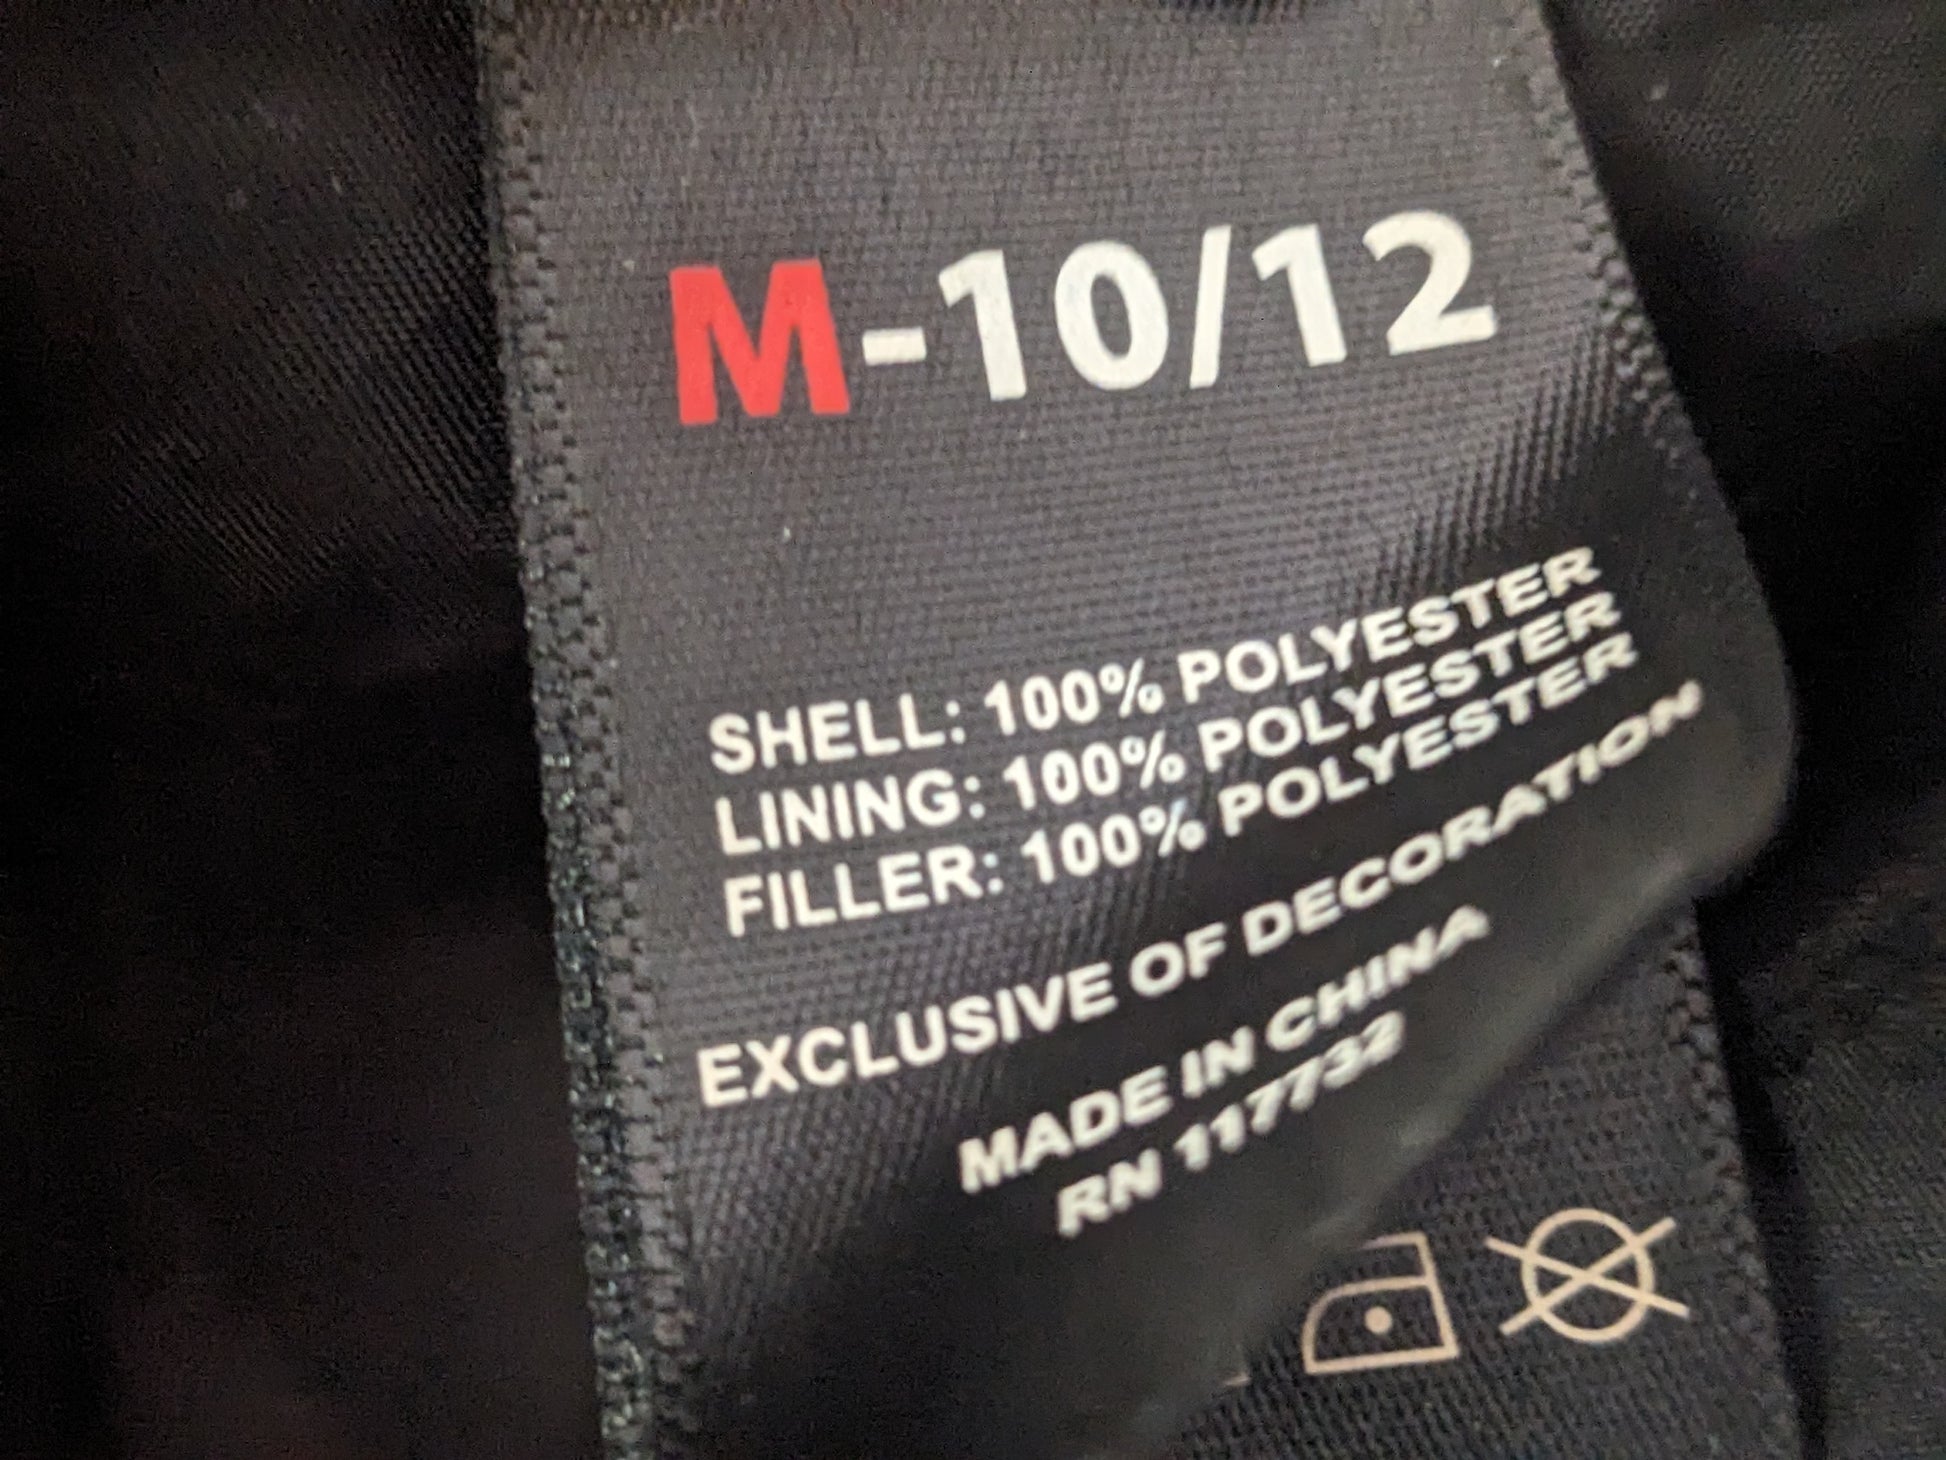 M-10/12
SHELL: 100% POLYESTER
LINING: 100% POLYESTER
FILLER: 100% POLYESTER
EXCLUSIVE OF DECORATION
MADE IN CHINA
RN 117732